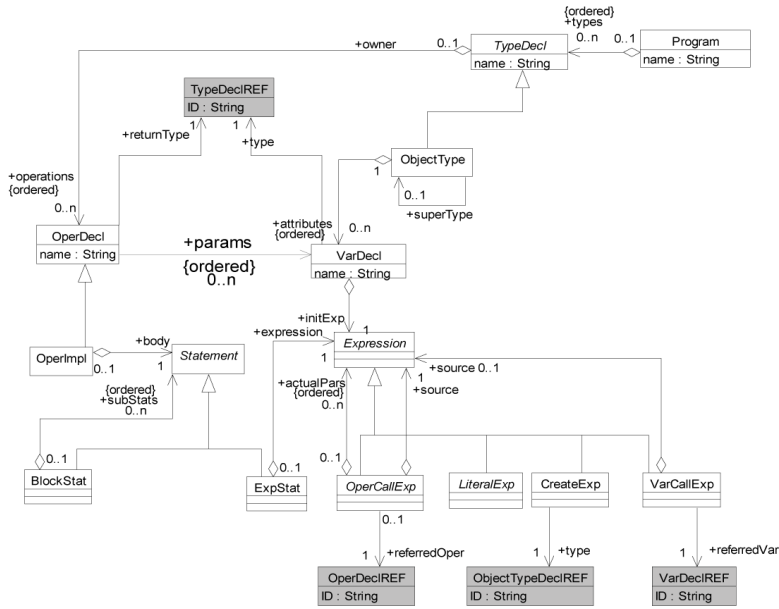 {ordered}
+types
0..n
0..1
Program
name : String
+owner
0..1
TypeDecl
name : String
TypeDeclREF
ID : String
1
1
+returnType
+type
ObjectType
1
0..1
+superType
+operations
{ordered}
0..n
OperDecl
name : String
+params
{ordered}
0..n
+attributes
{ordered}
0..n
VarDecl
name : String
+initExp
1
+expression
Expression
1
OperImpl
0..1
+body
1
Statement
+source 0..1
+actualPars
{ordered}
0..n
1
+source
{ordered}
+subStats
0..n
0..1
BlockStat
0..1
ExpStat
0..1
OperCallExp
0..1
LiteralExp
CreateExp
VarCallExp
1
+referredOper
1
+type
1
+referredVar
OperDeclREF
ID : String
ObjectTypeDeclREF
ID : String
VarDeclREF
ID : String